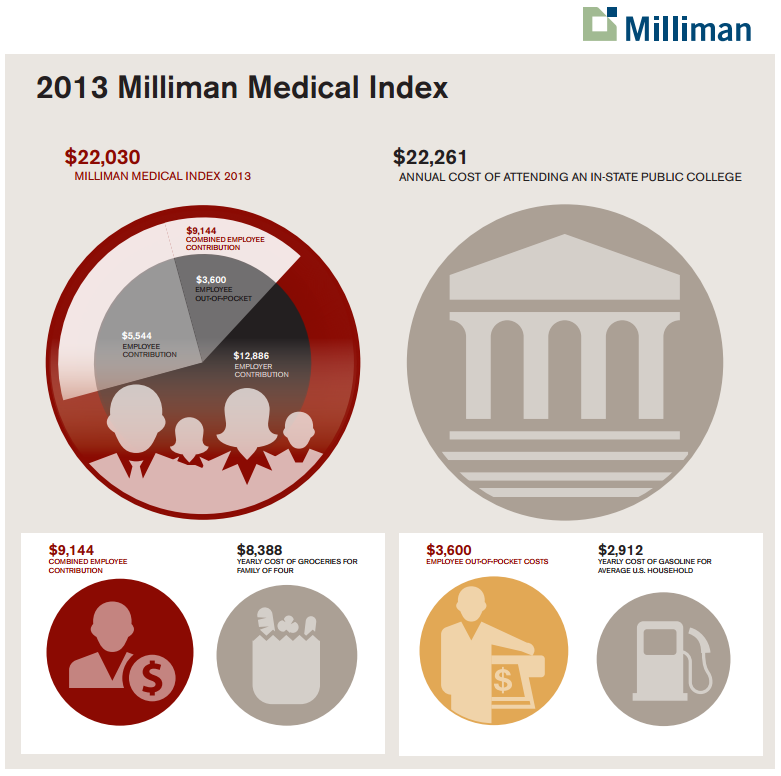 Milliman
2013 Milliman Medical Index
$22,030
MILLIMAN MEDICAL INDEX 2013
$22,261
ANNUAL COST OF ATTENDING AN IN-STATE PUBLIC COLLEGE
$9,144
COMBINED EMPLOYEE
CONTRIBUTION
$3,600
EMPLOYEE
OUT-OF-POCKET
$5,544
EMPLOYEE
CONTRIBUTION
$12,886
EMPLOYER
CONTRIBUTION
$9,144
COMBINED EMPLOYEE
CONTRIBUTION
$
$8,388
YEARLY COST OF GROCERIES FOR
FAMILY OF FOUR
$3,600
EMPLOYEE OUT-OF-POCKET COSTS
$
$2,912
YEARLY COST OF GASOLINE FOR
AVERAGE U.S. HOUSEHOLD